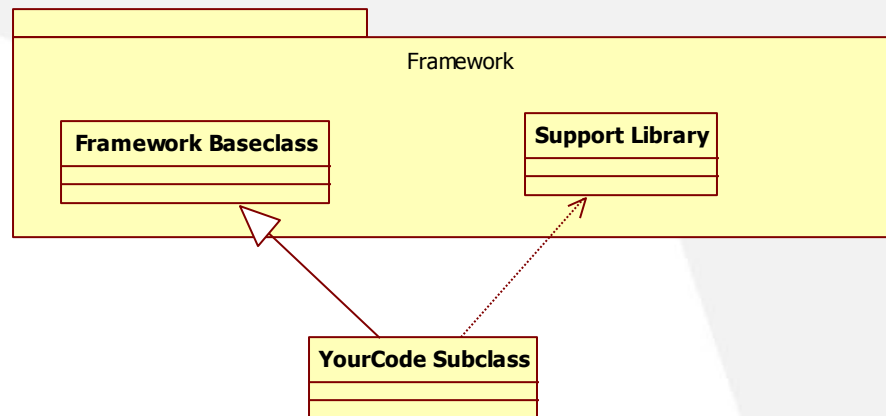 Framework
Framework Baseclass
Support Library
YourCode Subclass